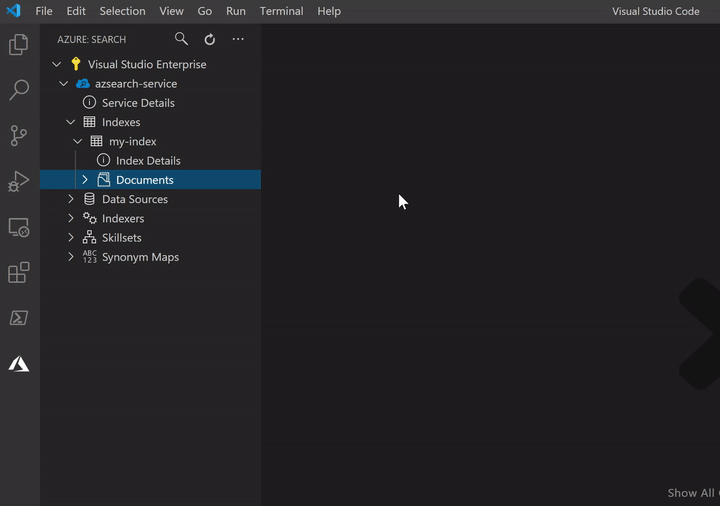 File Edit Selection View Go Run Terminal Help Visual Studio Code
AZURE: SEARCH
Visual Studio Enterprise
azsearch-service
Service Details
Indexes
my-index
Index Details
Documents
Data Sources
Indexers
Skillsets
ABC
123
Synonym Maps
Show All